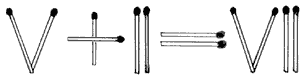 V + II = VII